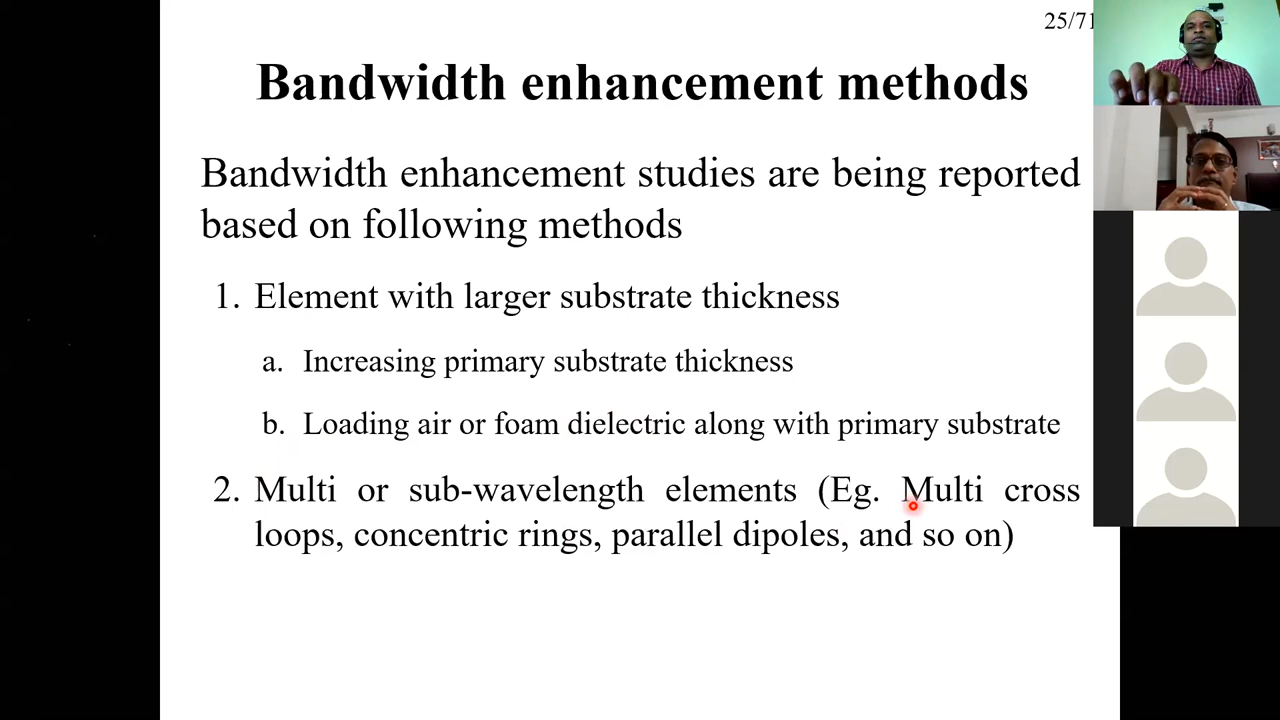 25/71
Bandwidth enhancement methods
Bandwidth enhancement studies are being reported
based on following methods
1. Element with larger substrate thickness
a. Increasing primary substrate thickness
b. Loading air or foam dielectric along with primary substrate
2. Multi or sub-wavelength elements (Eg. Multi cross
loops, concentric rings, parallel dipoles, and so on)